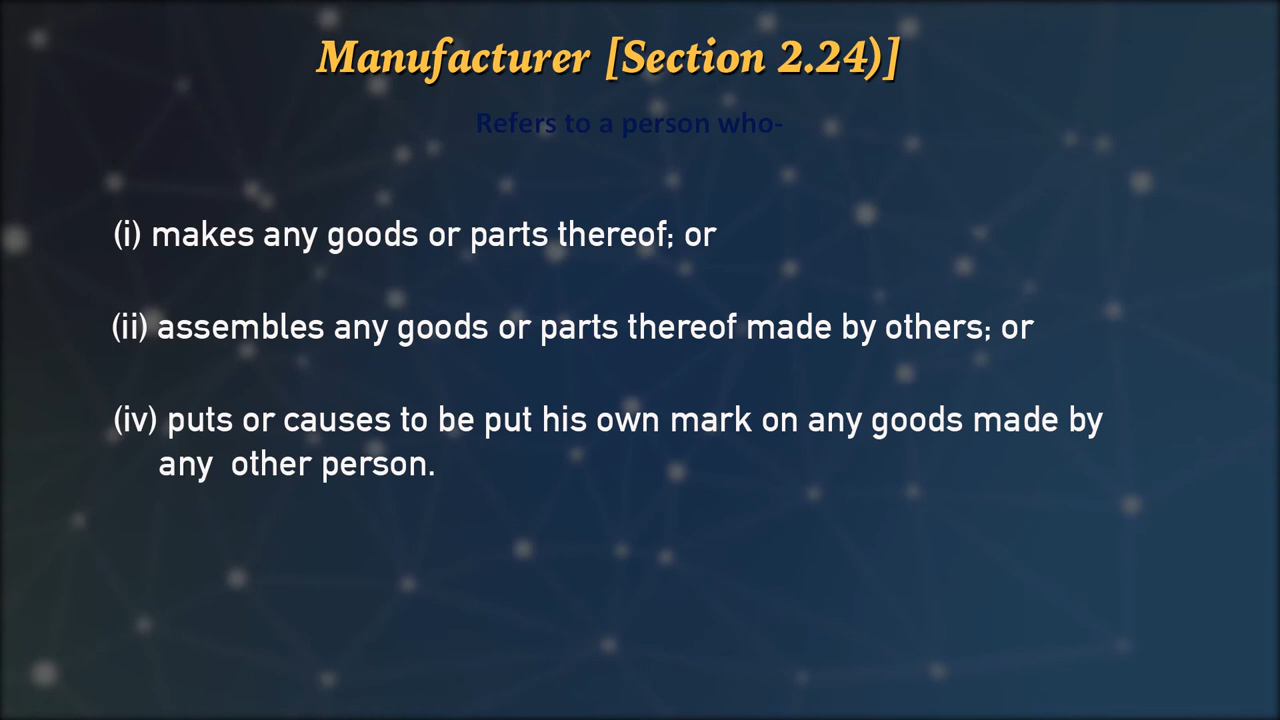 Manufacturer [Section 2.24)]
Refers to a person who-
(i) makes any goods or parts thereof; or
(ii) assembles any goods or parts thereof made by others; or
(iv) puts or causes to be put his own mark on any goods made by
any other person.